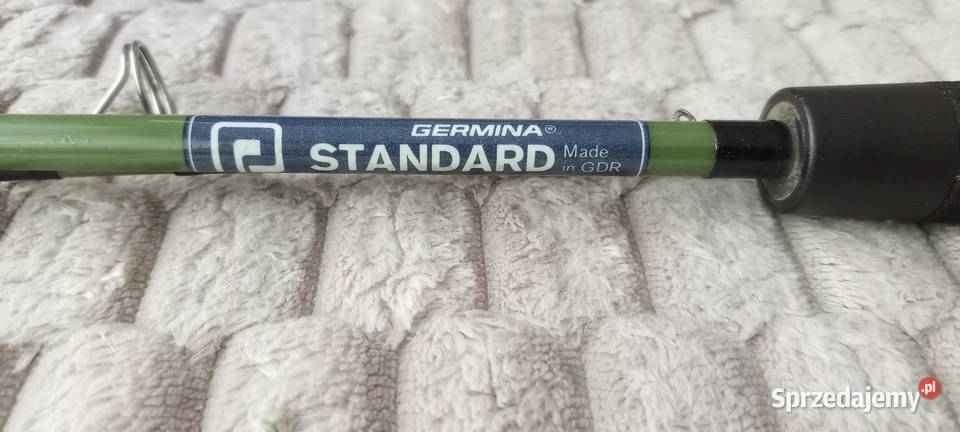 GERMINA®
STANDARD
Made
in GDR
Sprzedajemy.pl